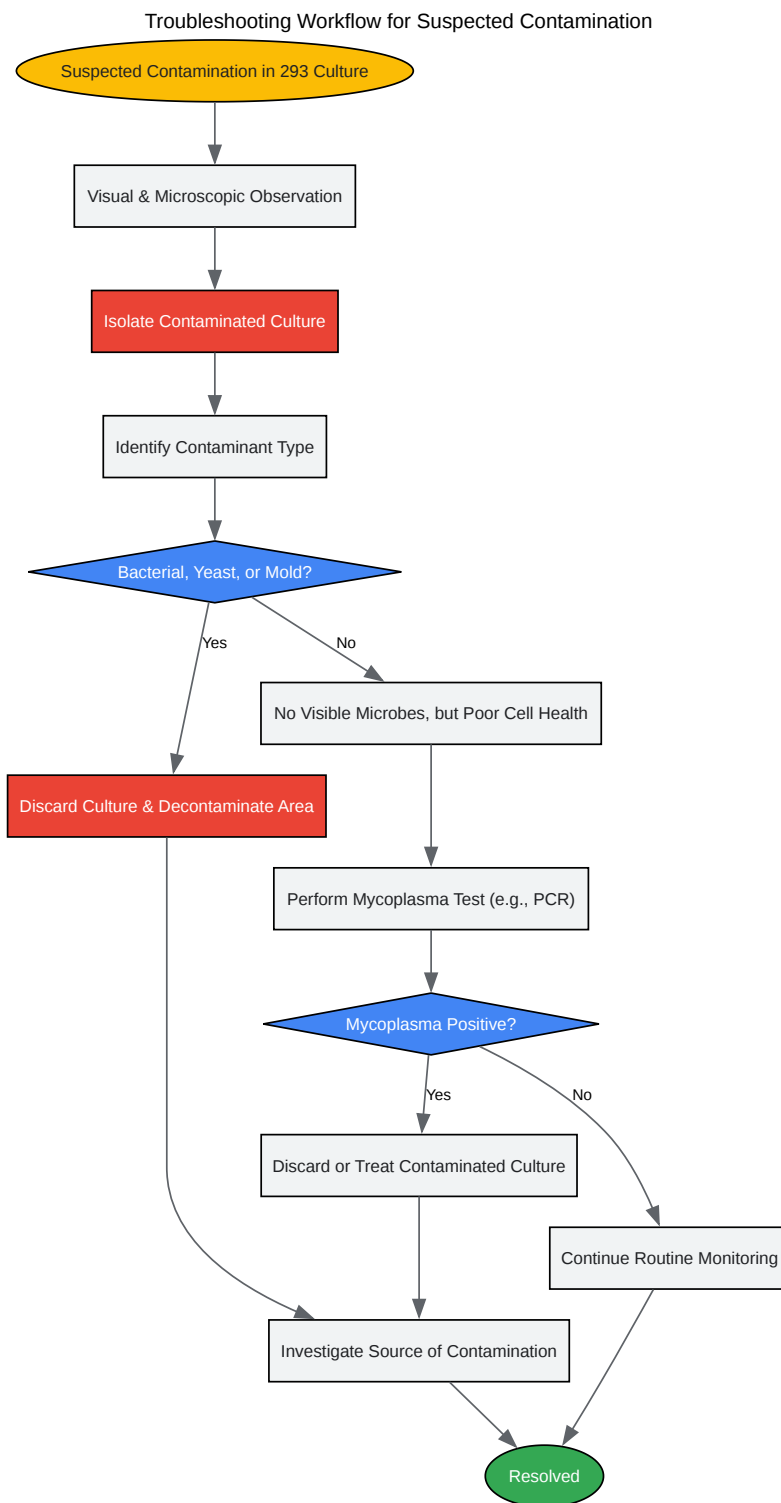 Troubleshooting Workflow for Suspected Contamination
Suspected Contamination in 293 Culture
Visual & Microscopic Observation
Isolate Contaminated Culture
Identify Contaminant Type
Bacterial, Yeast, or Mold?
Yes
No
No Visible Microbes, but Poor Cell Health
Discard Culture & Decontaminate Area
Perform Mycoplasma Test (e.g., PCR)
Mycoplasma Positive?
Yes
No
Discard or Treat Contaminated Culture
Continue Routine Monitoring
Investigate Source of Contamination
Resolved